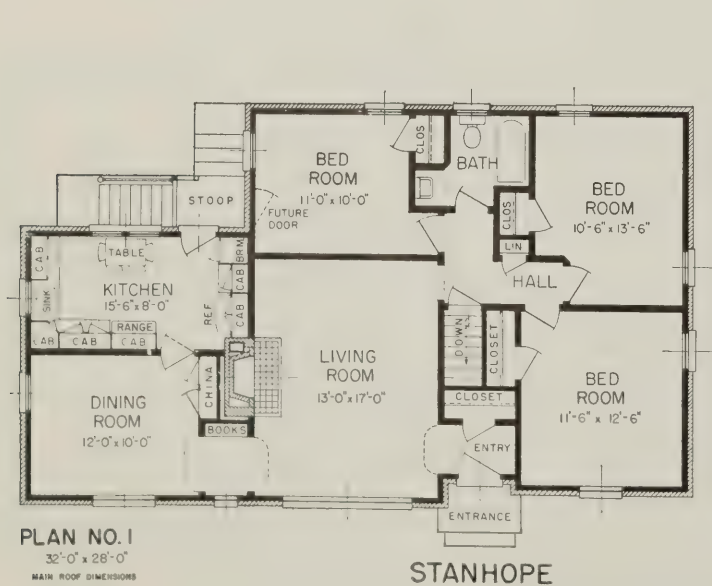 BED
ROOM
11'-0" x 10'-0"
FUTURE
DOOR
CLOS
BATH
BED
ROOM
10'-6" x 13'-6"
CLOS
LIN
HALL
STOOP
CAB
TABLE
BRM
CAB
KITCHEN
15'-6" x 8'-0"
SINK
REF
CAB
RANGE
CAB
CAB
CAB
LIVING
ROOM
13'-0" x 17'-0"
DOWN
CLOSET
CLOSET
BED
ROOM
11'-6" x 12'-6"
DINING
ROOM
12'-0" x 10'-0"
CHINA
BOOKS
ENTRY
ENTRANCE
PLAN NO. 1
32'-0" x 28'-0"
MAIN ROOF DIMENSIONS
STANHOPE